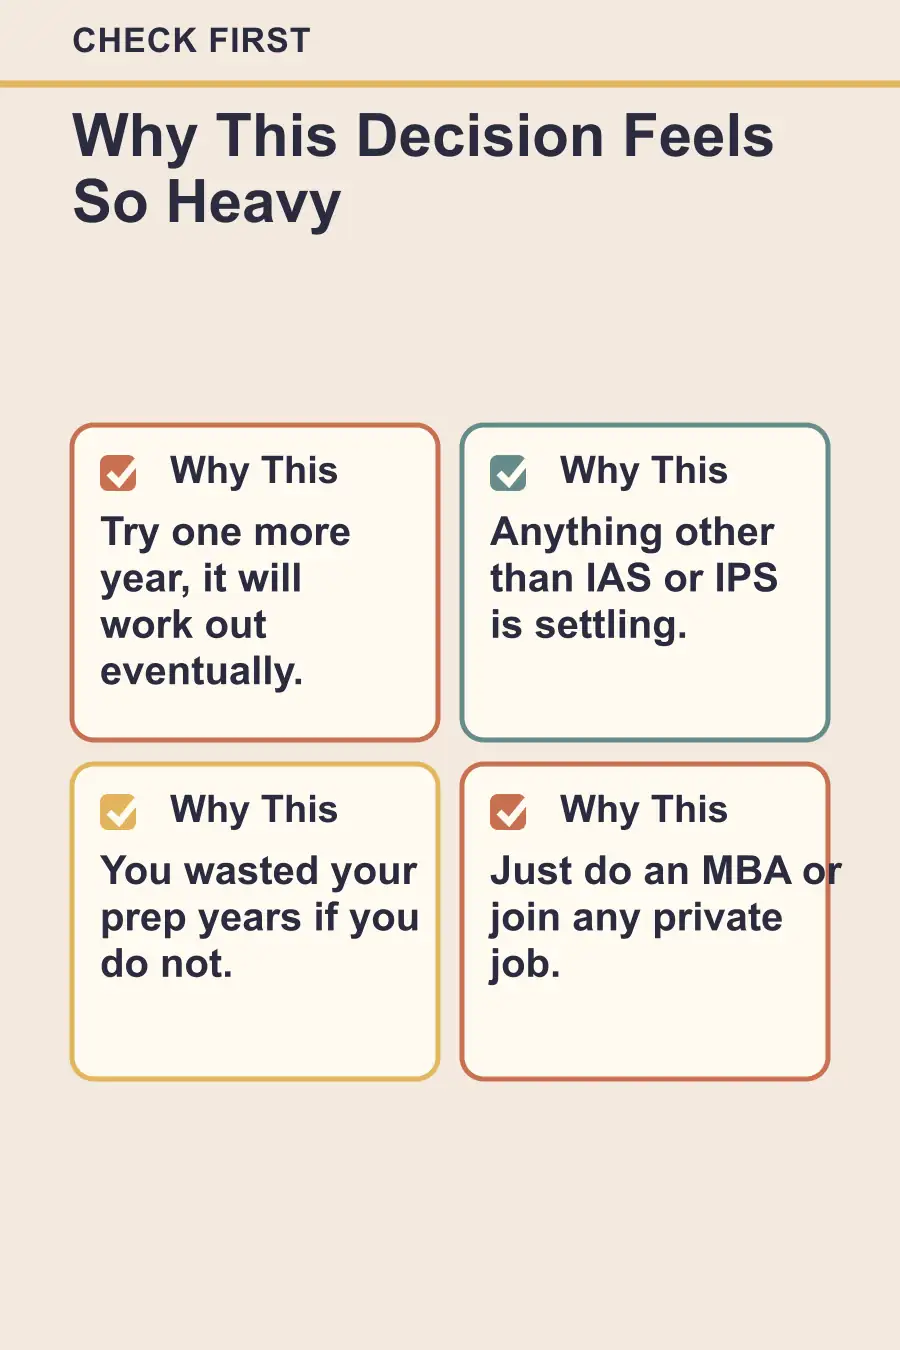 CHECK FIRST
Why This Decision Feels
So Heavy
Why This
Try one more
year, it will
work out
eventually.
Why This
Anything other
than IAS or IPS
is settling.
Why This
You wasted your
prep years if you
do not.
Why This
Just do an MBA or
join any private
job.